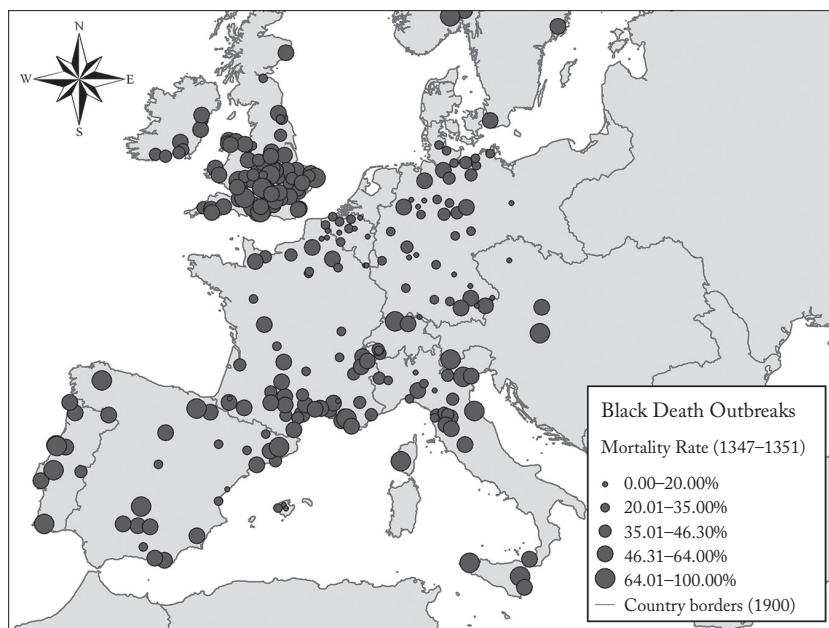 N
W
E
S
Black Death Outbreaks
Mortality Rate (1347–1351)
0.00–20.00%
20.01–35.00%
35.01–46.30%
46.31–64.00%
64.01–100.00%
Country borders (1900)